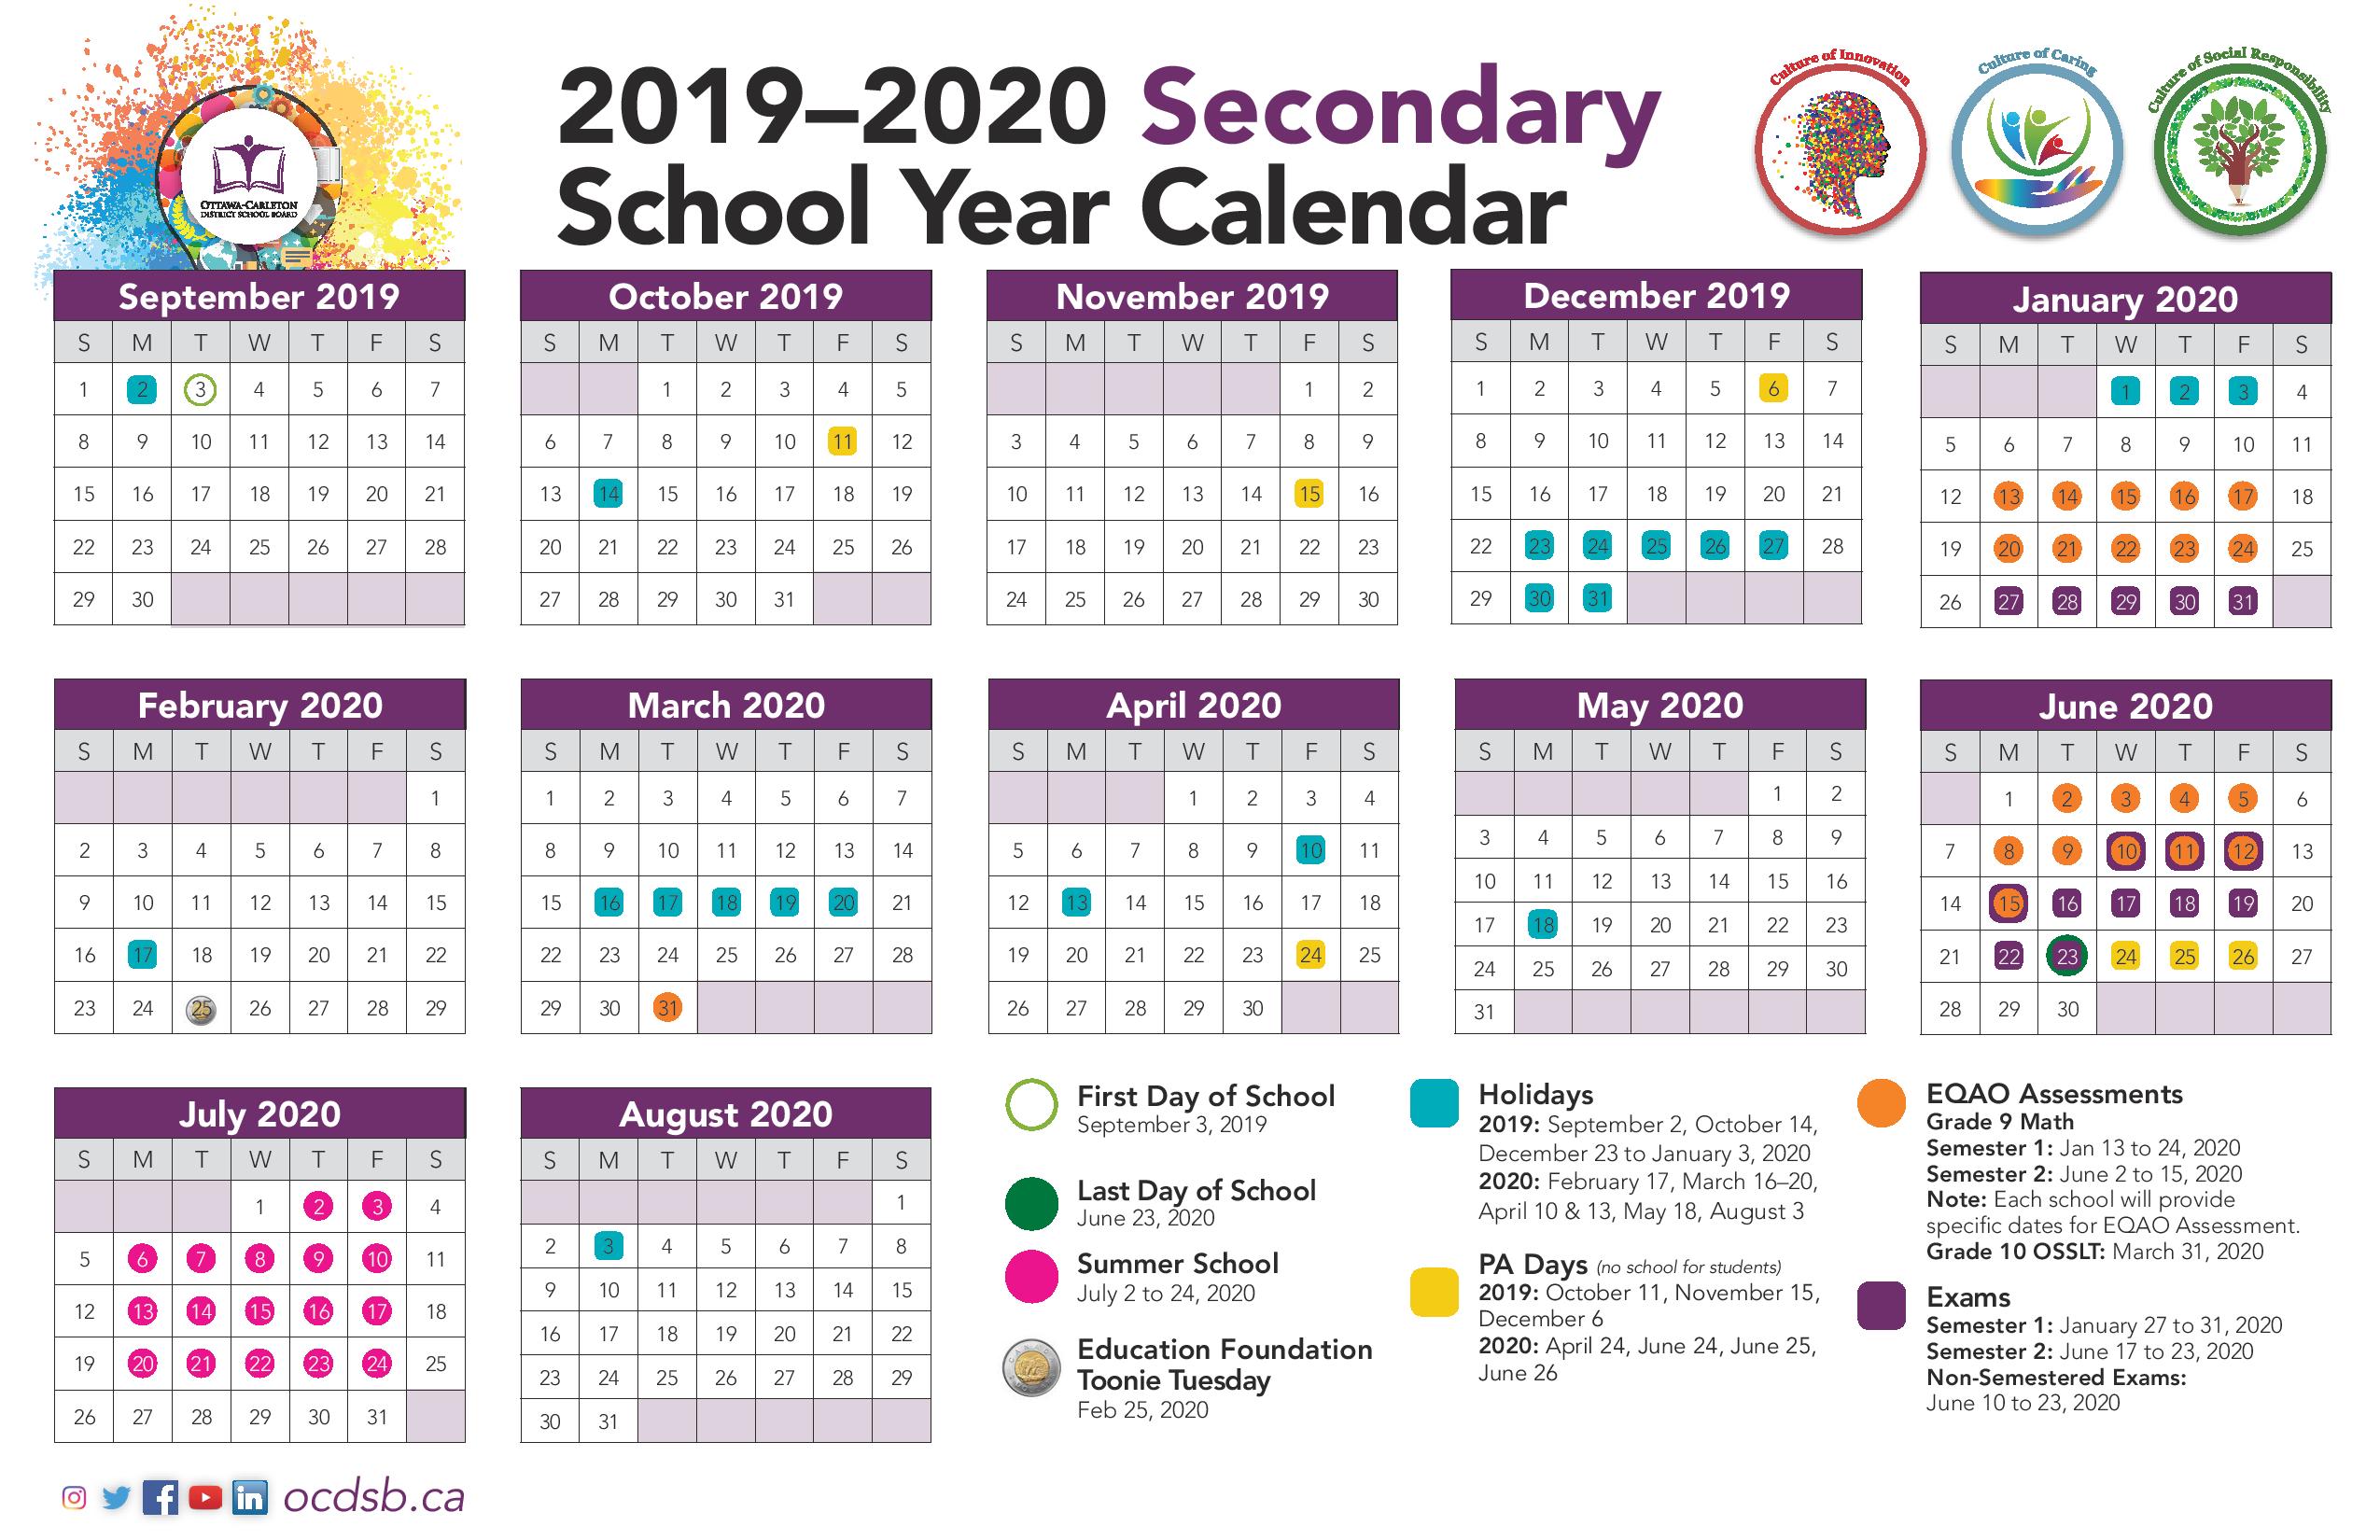 OTTAWA-CARLETON
DISTRICT SCHOOL BOARD
2019–2020 Secondary
School Year Calendar
Culture of Innovation
Culture of Caring
Culture of Social Responsibility
September 2019
S M T W T F S
1 2 3 4 5 6 7
8 9 10 11 12 13 14
15 16 17 18 19 20 21
22 23 24 25 26 27 28
29 30
October 2019
S M T W T F S
1 2 3 4 5
6 7 8 9 10 11 12
13 14 15 16 17 18 19
20 21 22 23 24 25 26
27 28 29 30 31
November 2019
S M T W T F S
1 2
3 4 5 6 7 8 9
10 11 12 13 14 15 16
17 18 19 20 21 22 23
24 25 26 27 28 29 30
December 2019
S M T W T F S
1 2 3 4 5 6 7
8 9 10 11 12 13 14
15 16 17 18 19 20 21
22 23 24 25 26 27 28
29 30 31
January 2020
S M T W T F S
1 2 3 4
5 6 7 8 9 10 11
12 13 14 15 16 17 18
19 20 21 22 23 24 25
26 27 28 29 30 31
February 2020
S M T W T F S
1
2 3 4 5 6 7 8
9 10 11 12 13 14 15
16 17 18 19 20 21 22
23 24 25 26 27 28 29
March 2020
S M T W T F S
1 2 3 4 5 6 7
8 9 10 11 12 13 14
15 16 17 18 19 20 21
22 23 24 25 26 27 28
29 30 31
April 2020
S M T W T F S
1 2 3 4
5 6 7 8 9 10 11
12 13 14 15 16 17 18
19 20 21 22 23 24 25
26 27 28 29 30
May 2020
S M T W T F S
1 2
3 4 5 6 7 8 9
10 11 12 13 14 15 16
17 18 19 20 21 22 23
24 25 26 27 28 29 30
31
June 2020
S M T W T F S
1 2 3 4 5 6
7 8 9 10 11 12 13
14 15 16 17 18 19 20
21 22 23 24 25 26 27
28 29 30
July 2020
S M T W T F S
1 2 3 4
5 6 7 8 9 10 11
12 13 14 15 16 17 18
19 20 21 22 23 24 25
26 27 28 29 30 31
August 2020
S M T W T F S
1
2 3 4 5 6 7 8
9 10 11 12 13 14 15
16 17 18 19 20 21 22
23 24 25 26 27 28 29
30 31
First Day of School
September 3, 2019
Last Day of School
June 23, 2020
Summer School
July 2 to 24, 2020
Education Foundation
Toonie Tuesday
Feb 25, 2020
Holidays
2019: September 2, October 14,
December 23 to January 3, 2020
2020: February 17, March 16–20,
April 10 & 13, May 18, August 3
PA Days (no school for students)
2019: October 11, November 15,
December 6
2020: April 24, June 24, June 25,
June 26
EQAO Assessments
Grade 9 Math
Semester 1: Jan 13 to 24, 2020
Semester 2: June 2 to 15, 2020
Note: Each school will provide
specific dates for EQAO Assessment.
Grade 10 OSSLT: March 31, 2020
Exams
Semester 1: January 27 to 31, 2020
Semester 2: June 17 to 23, 2020
Non-Semestered Exams:
June 10 to 23, 2020
ocdsb.ca